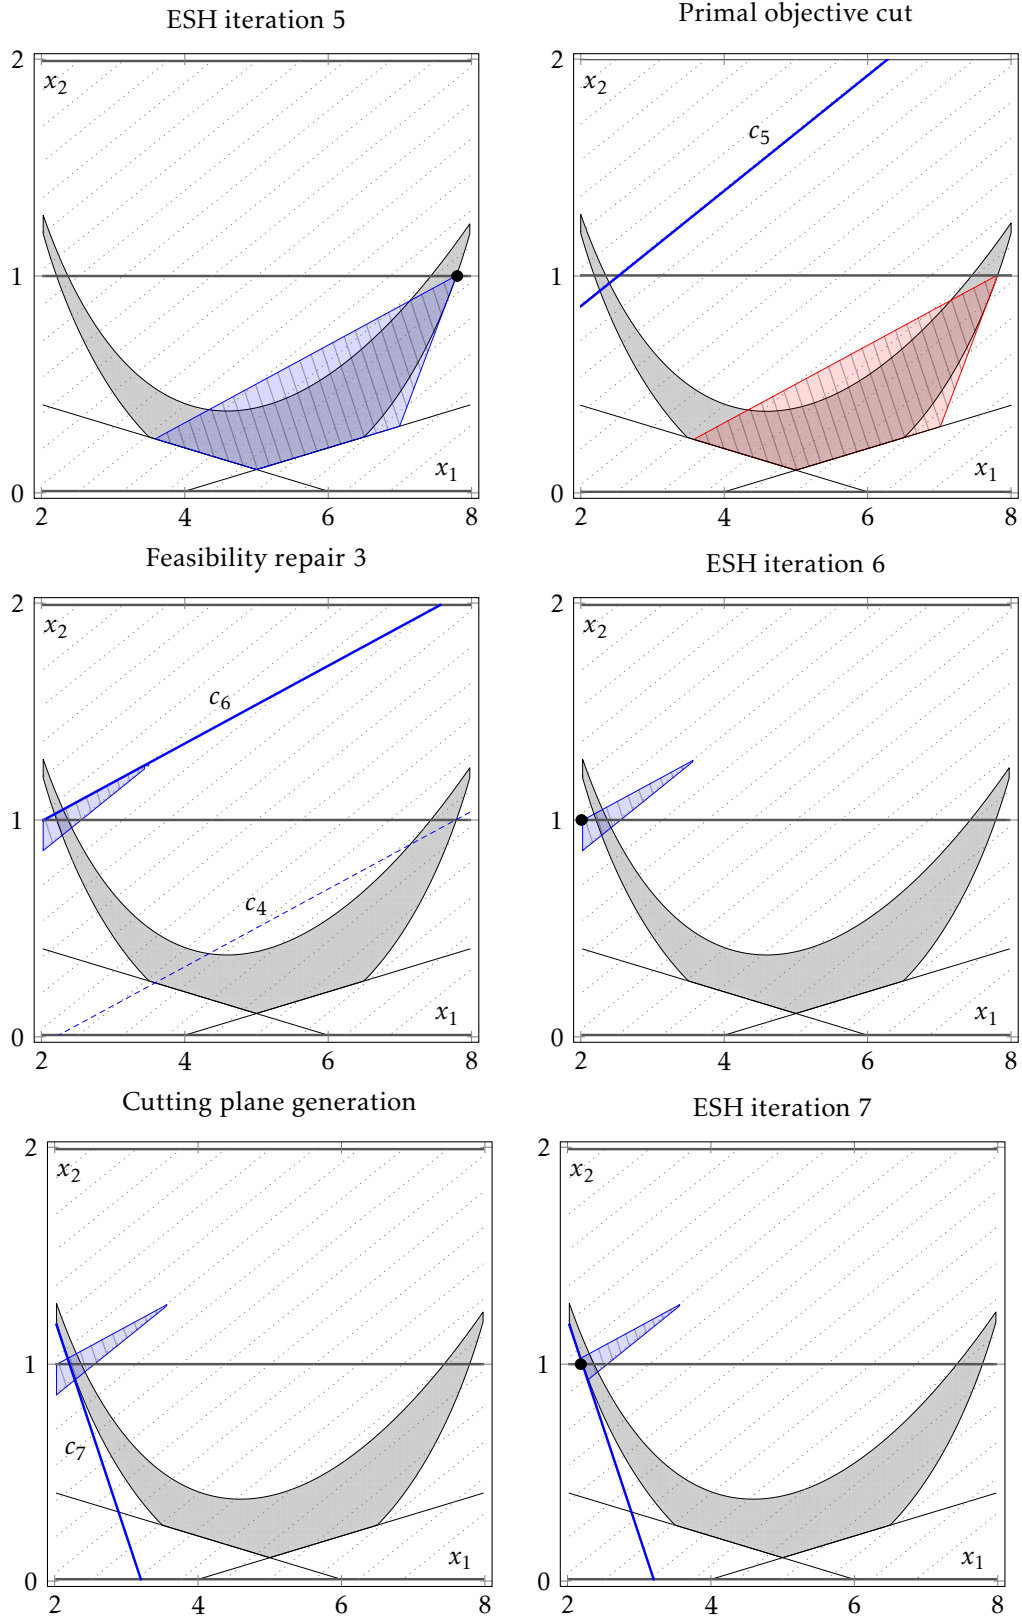 ESH iteration 5
2
x2
1
x1
0
2 4 6 8
Primal objective cut
2
x2
c5
1
x1
0
2 4 6 8
Feasibility repair 3
2
x2
c6
1
c4
x1
0
2 4 6 8
ESH iteration 6
2
x2
1
x1
0
2 4 6 8
Cutting plane generation
2
x2
1
c7
x1
0
2 4 6 8
ESH iteration 7
2
x2
1
x1
0
2 4 6 8